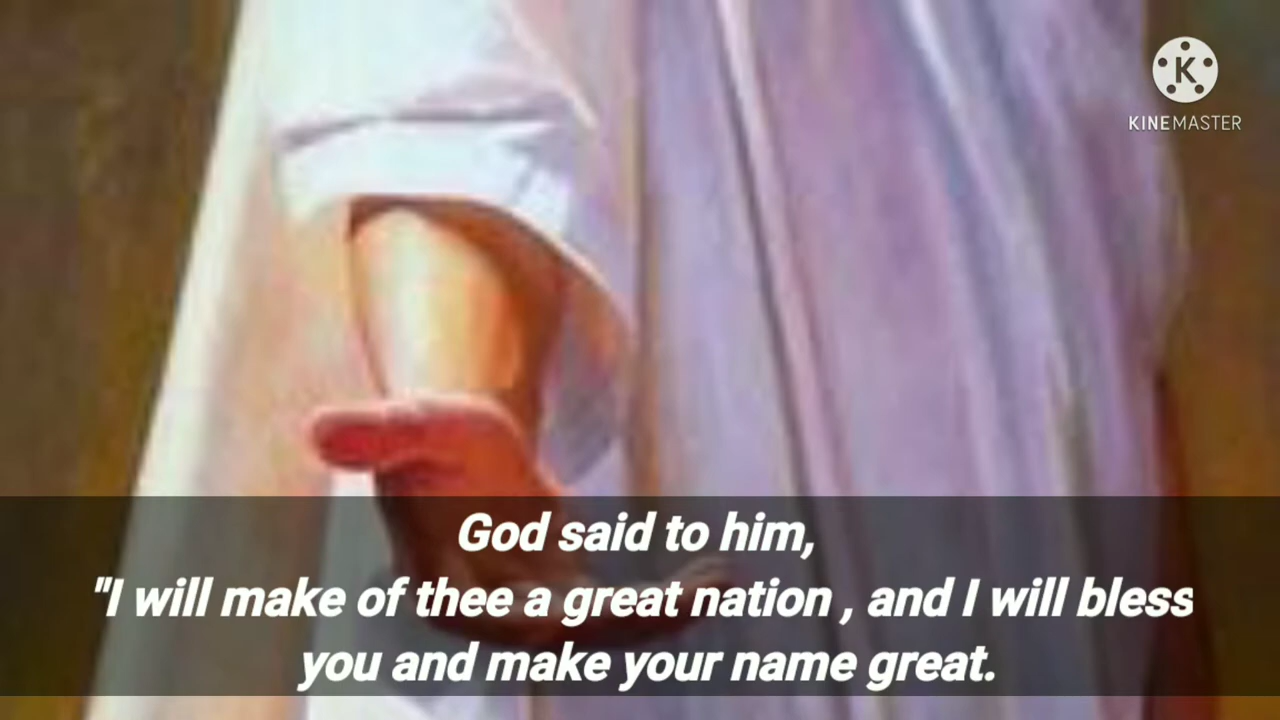 K
KINEMASTER
God said to him,
"I will make of thee a great nation , and I will bless
you and make your name great.